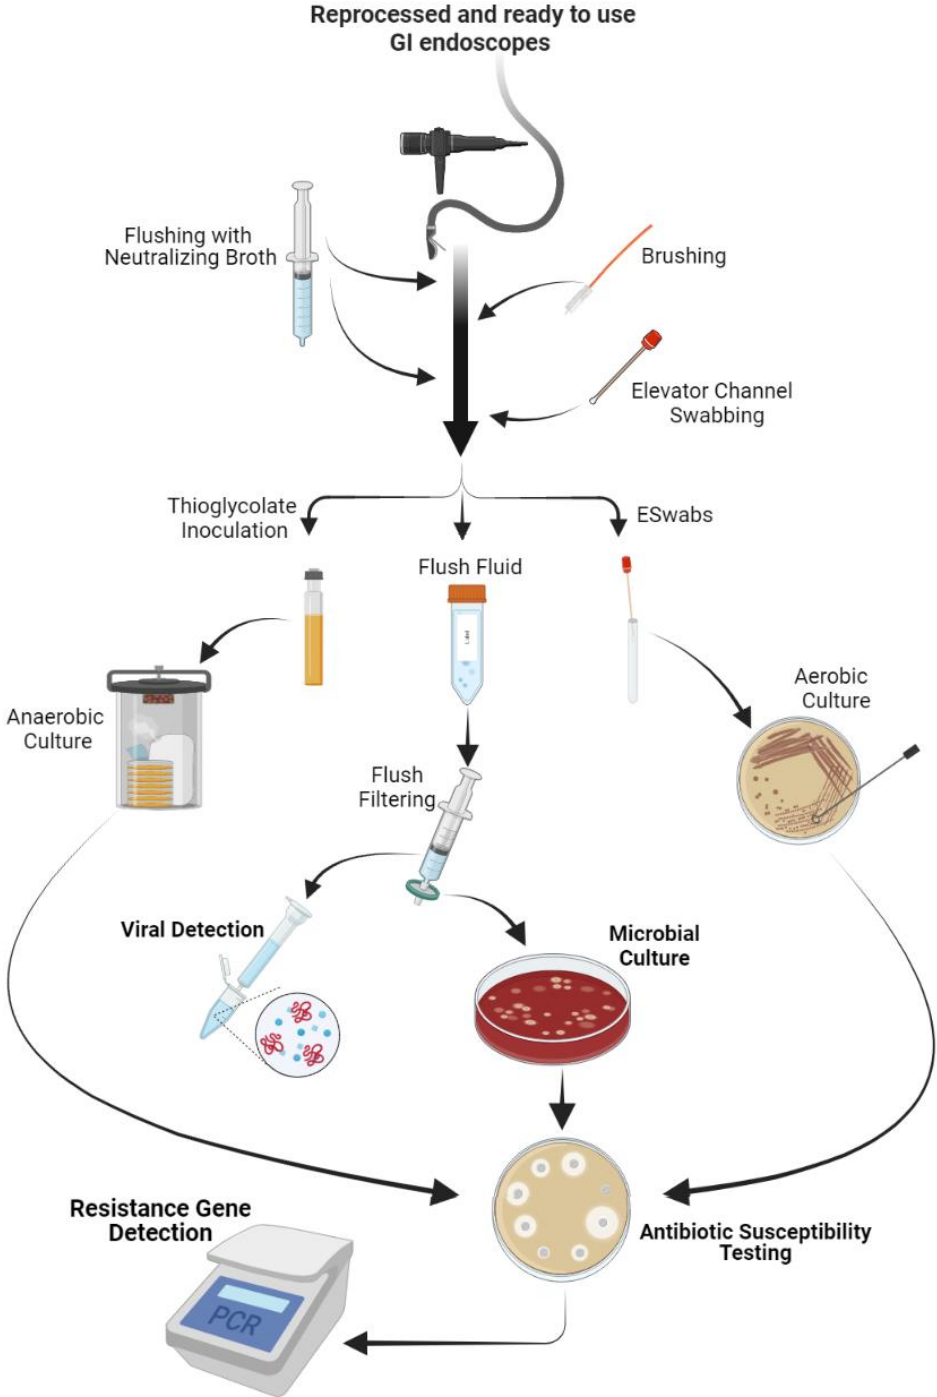 Reprocessed and ready to use
GI endoscopes
Flushing with
Neutralizing Broth
Brushing
Elevator Channel
Swabbing
Thioglycolate
Inoculation
ESwabs
Flush Fluid
Label
Anaerobic
Culture
Aerobic
Culture
Flush
Filtering
Viral Detection
Microbial
Culture
Resistance Gene
Detection
PCR
Antibiotic Susceptibility
Testing